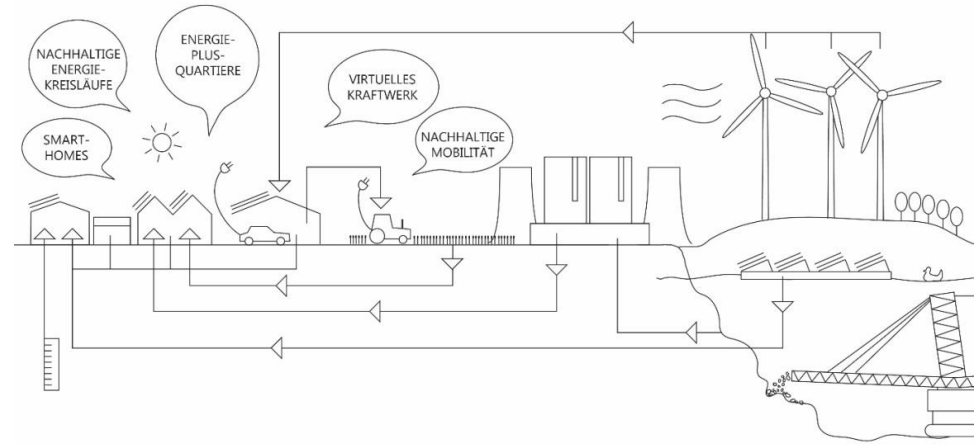 NACHHALTIGE
ENERGIE-
KREISLÄUFE
ENERGIE-
PLUS-
QUARTIERE
SMART-
HOMES
VIRTUELLES
KRAFTWERK
NACHHALTIGE
MOBILITÄT